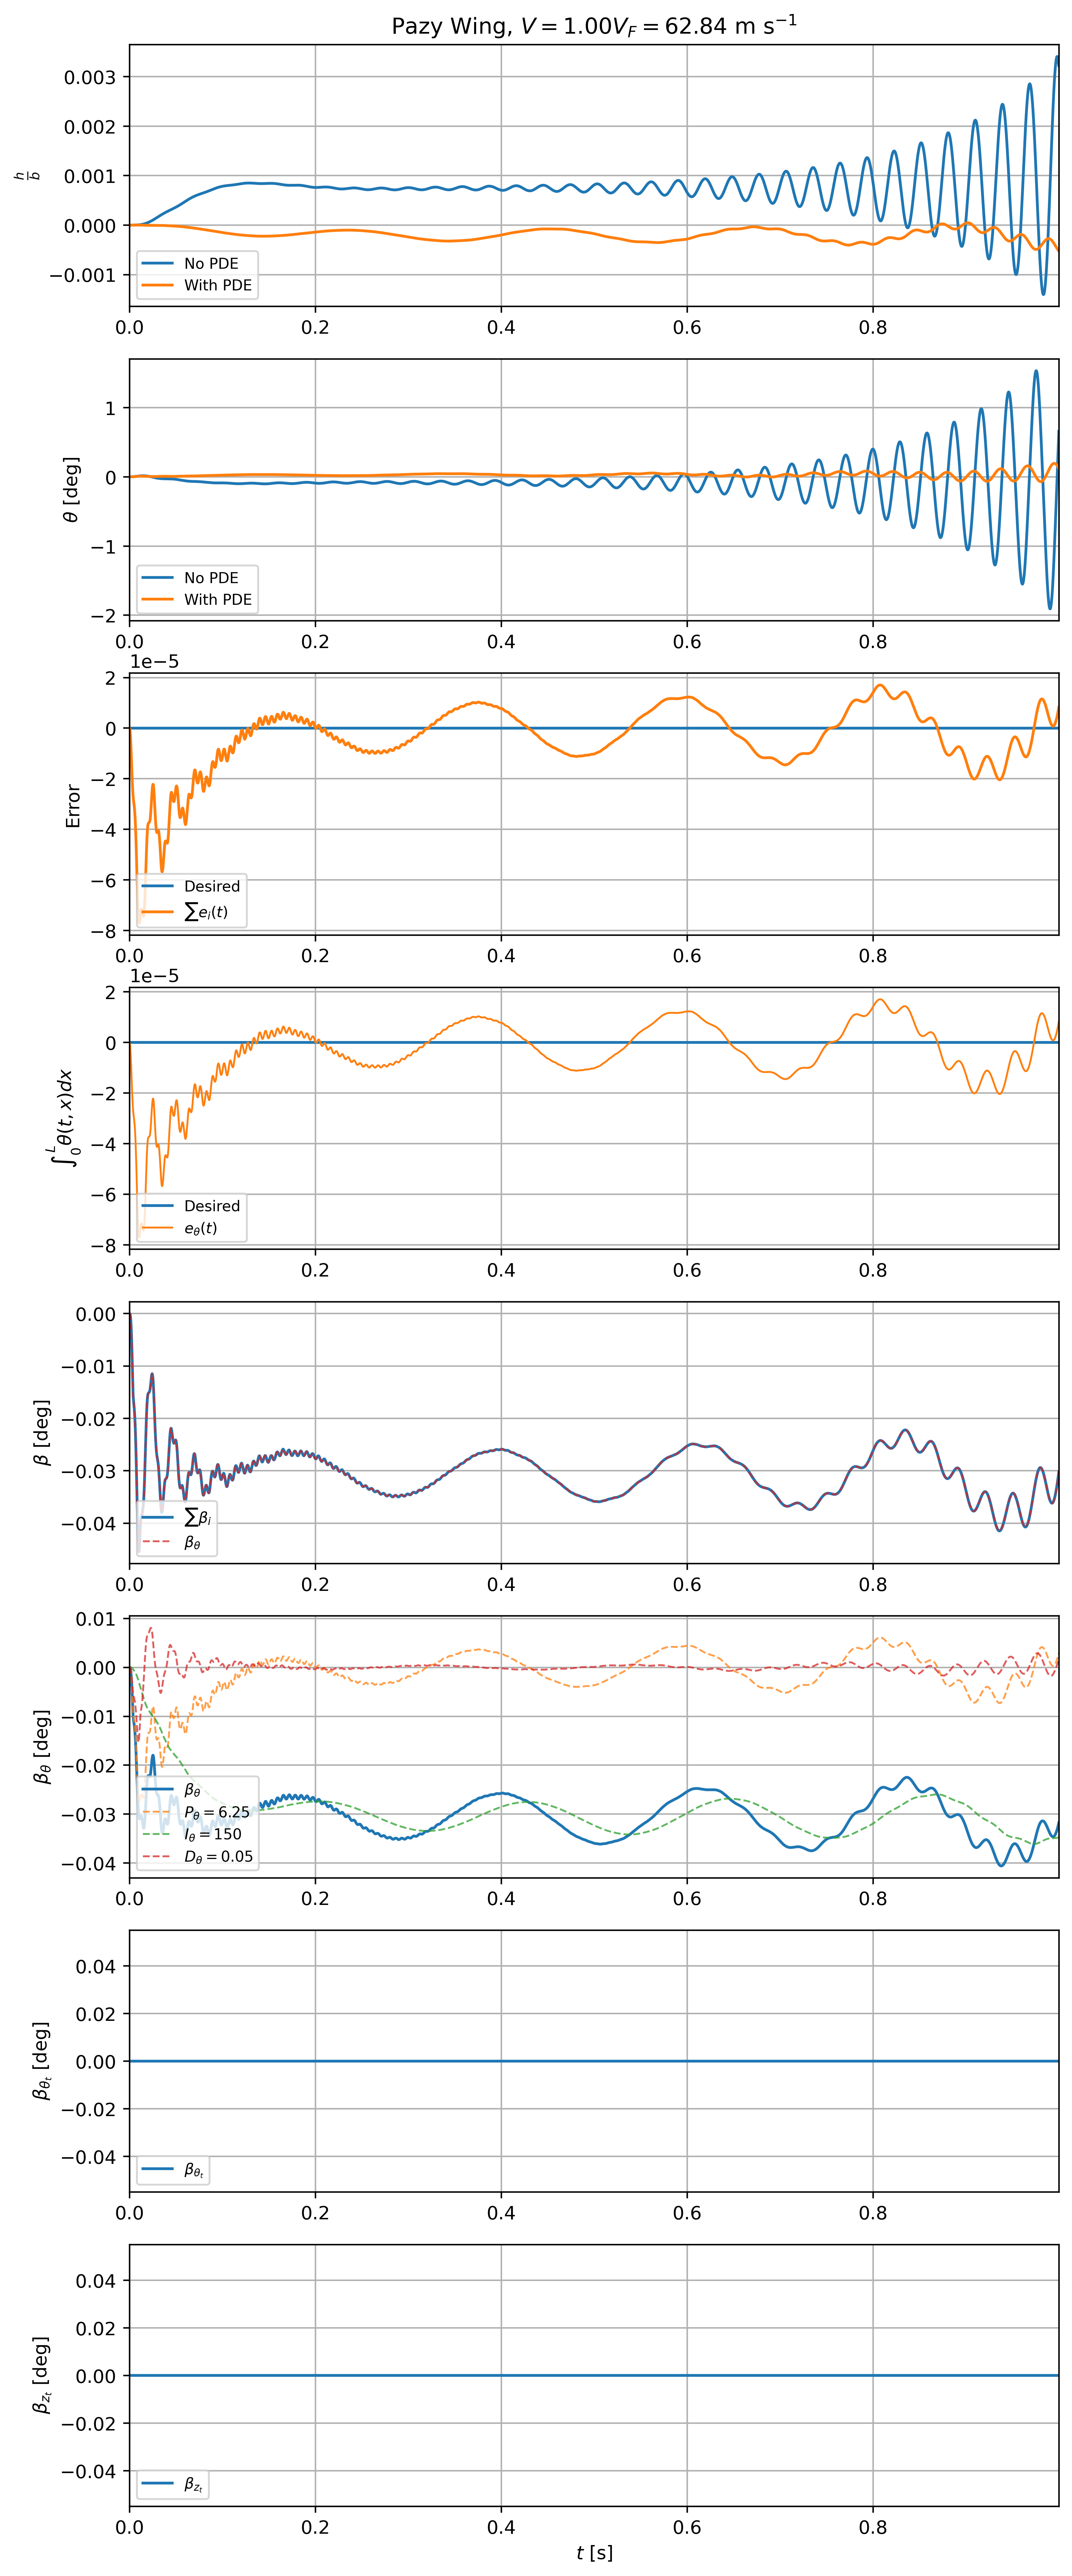 Pazy Wing, V = 1.00V_F = 62.84 m s⁻¹
0.003
0.002
0.001
0.000
−0.001
h/b
No PDE
With PDE
0.0 0.2 0.4 0.6 0.8
1
0
−1
−2
θ [deg]
No PDE
With PDE
0.0 0.2 0.4 0.6 0.8
1e−5
2
0
−2
−4
−6
−8
Error
Desired
∑e_i(t)
0.0 0.2 0.4 0.6 0.8
1e−5
2
0
−2
−4
−6
−8
∫₀ᴸθ(t, x)dx
Desired
e_θ(t)
0.0 0.2 0.4 0.6 0.8
0.00
−0.01
−0.02
−0.03
−0.04
β [deg]
∑β_i
β_θ
0.0 0.2 0.4 0.6 0.8
0.01
0.00
−0.01
−0.02
−0.03
−0.04
β_θ [deg]
β_θ
P_θ = 6.25
I_θ = 150
D_θ = 0.05
0.0 0.2 0.4 0.6 0.8
0.04
0.02
0.00
−0.02
−0.04
β_θ_t [deg]
β_θ_t
0.0 0.2 0.4 0.6 0.8
0.04
0.02
0.00
−0.02
−0.04
β_z_t [deg]
β_z_t
0.0 0.2 0.4 0.6 0.8
t [s]